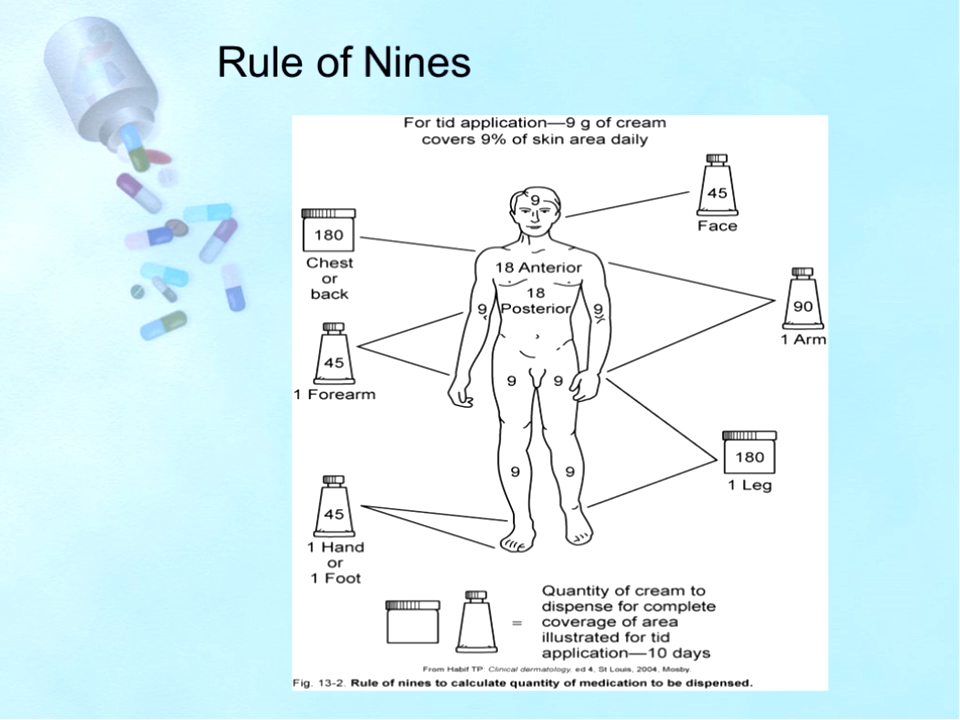 Rule of Nines
For tid application—9 g of cream
covers 9% of skin area daily
45
Face
9
180
Chest
or
back
18 Anterior
18
Posterior
9
9
90
1 Arm
45
1 Forearm
9
9
180
1 Leg
9
9
45
1 Hand
or
1 Foot
=
Quantity of cream to
dispense for complete
coverage of area
illustrated for tid
application—10 days
From Habif TP: Clinical dermatology, ed 4, St Louis, 2004, Mosby.
Fig. 13-2. Rule of nines to calculate quantity of medication to be dispensed.